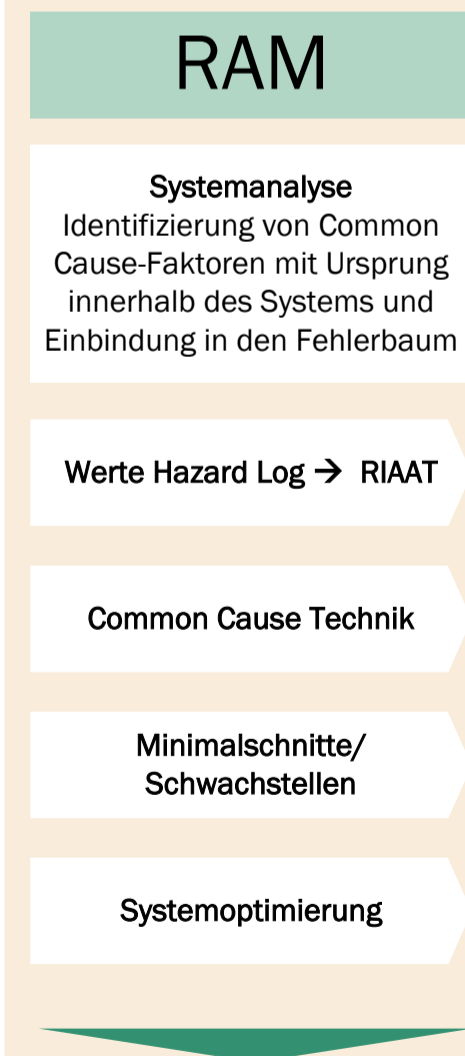 RAM
Systemanalyse
Identifizierung von Common
Cause-Faktoren mit Ursprung
innerhalb des Systems und
Einbindung in den Fehlerbaum
Werte Hazard Log → RIAAT
Common Cause Technik
Minimalschnitte/
Schwachstellen
Systemoptimierung